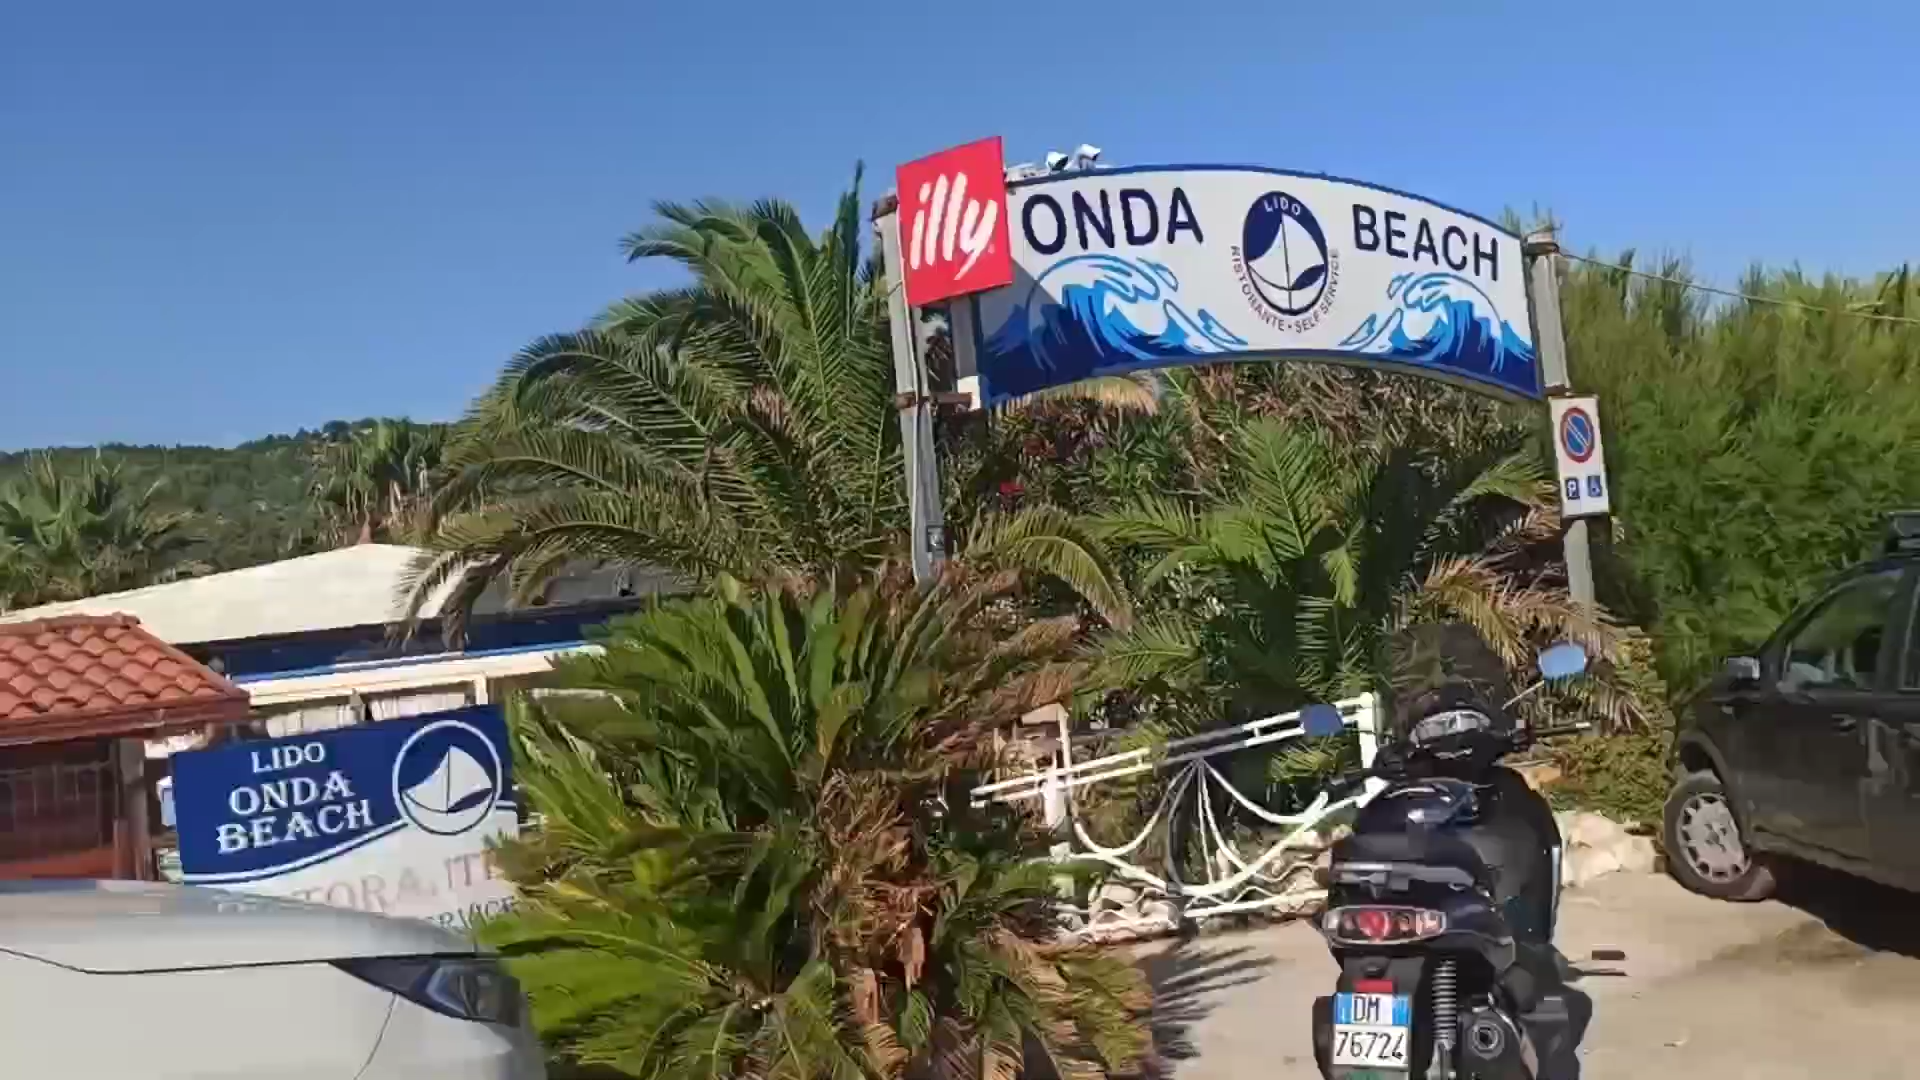 illy
ONDA BEACH
LIDO
RISTORANTE • SELF SERVICE
P
LIDO
ONDA
BEACH
DM
76724